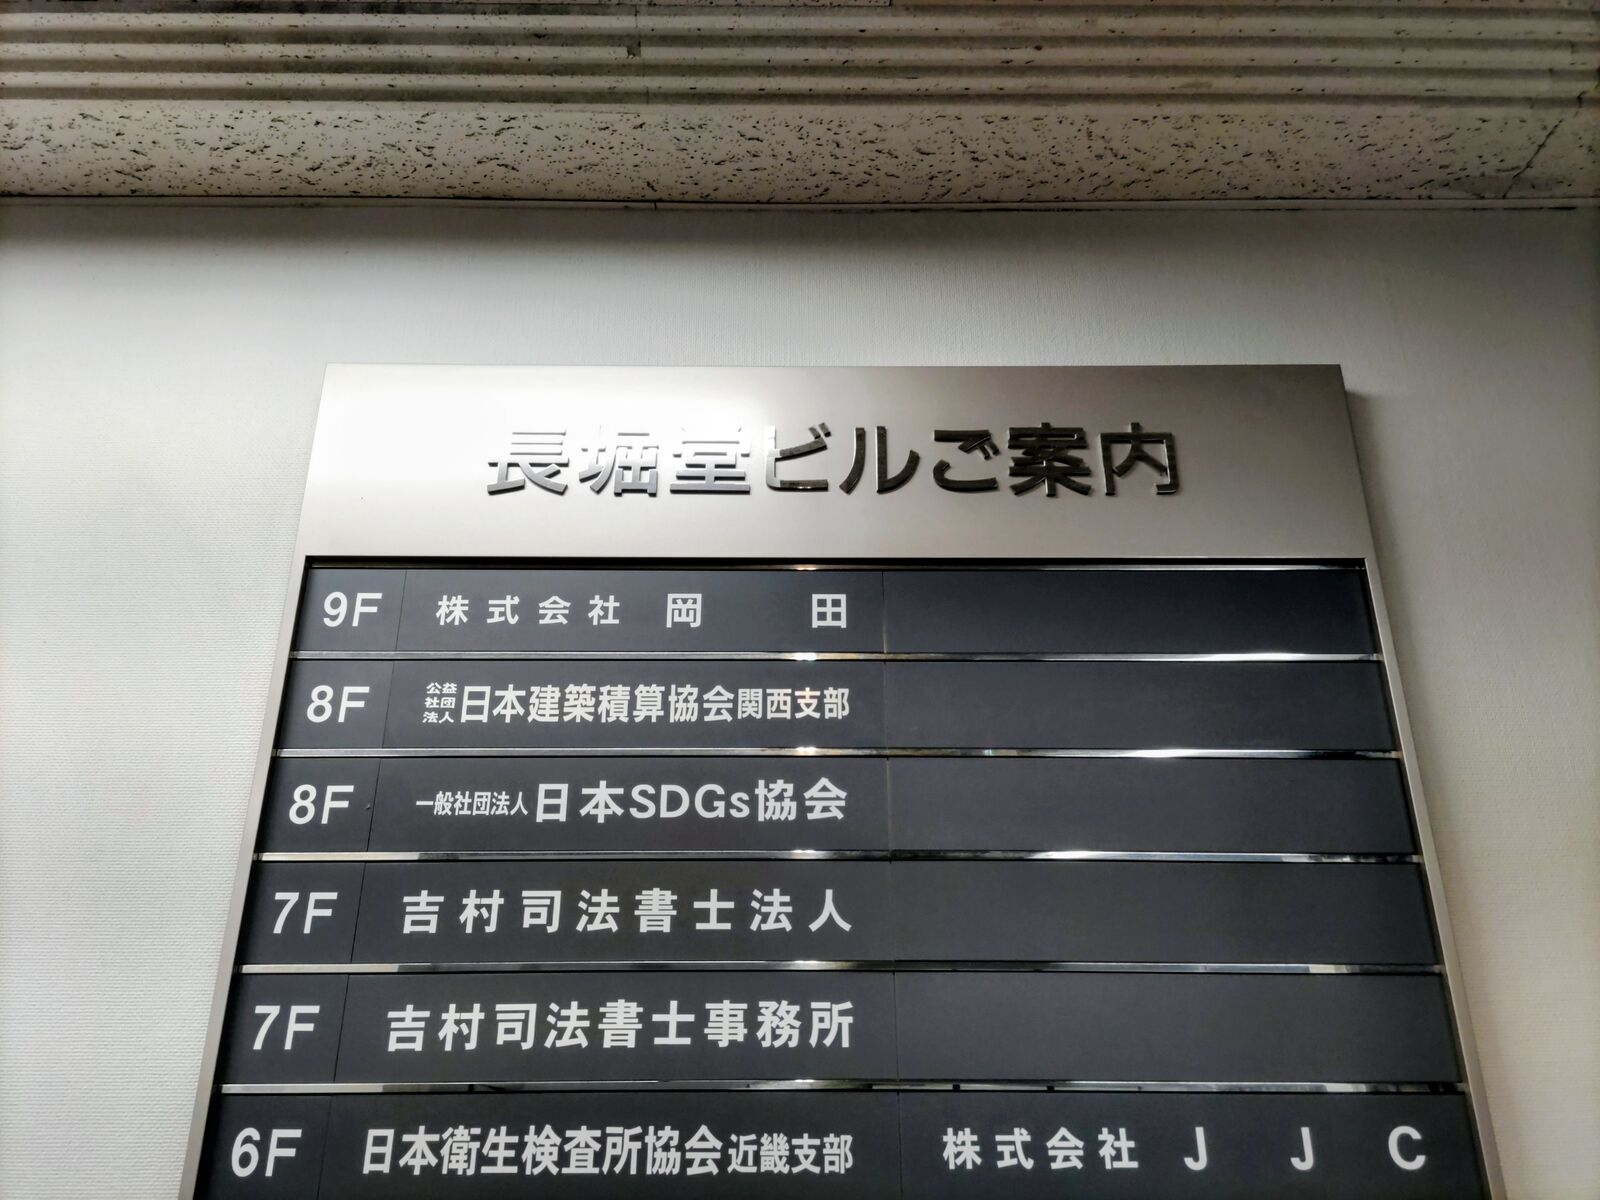 長堀堂ビルご案内
9F 株式会社 岡田
8F 公益社団法人 日本建築積算協会関西支部
8F 一般社団法人 日本SDGs協会
7F 吉村司法書士法人
7F 吉村司法書士事務所
6F 日本衛生検査所協会近畿支部 株式会社JJC